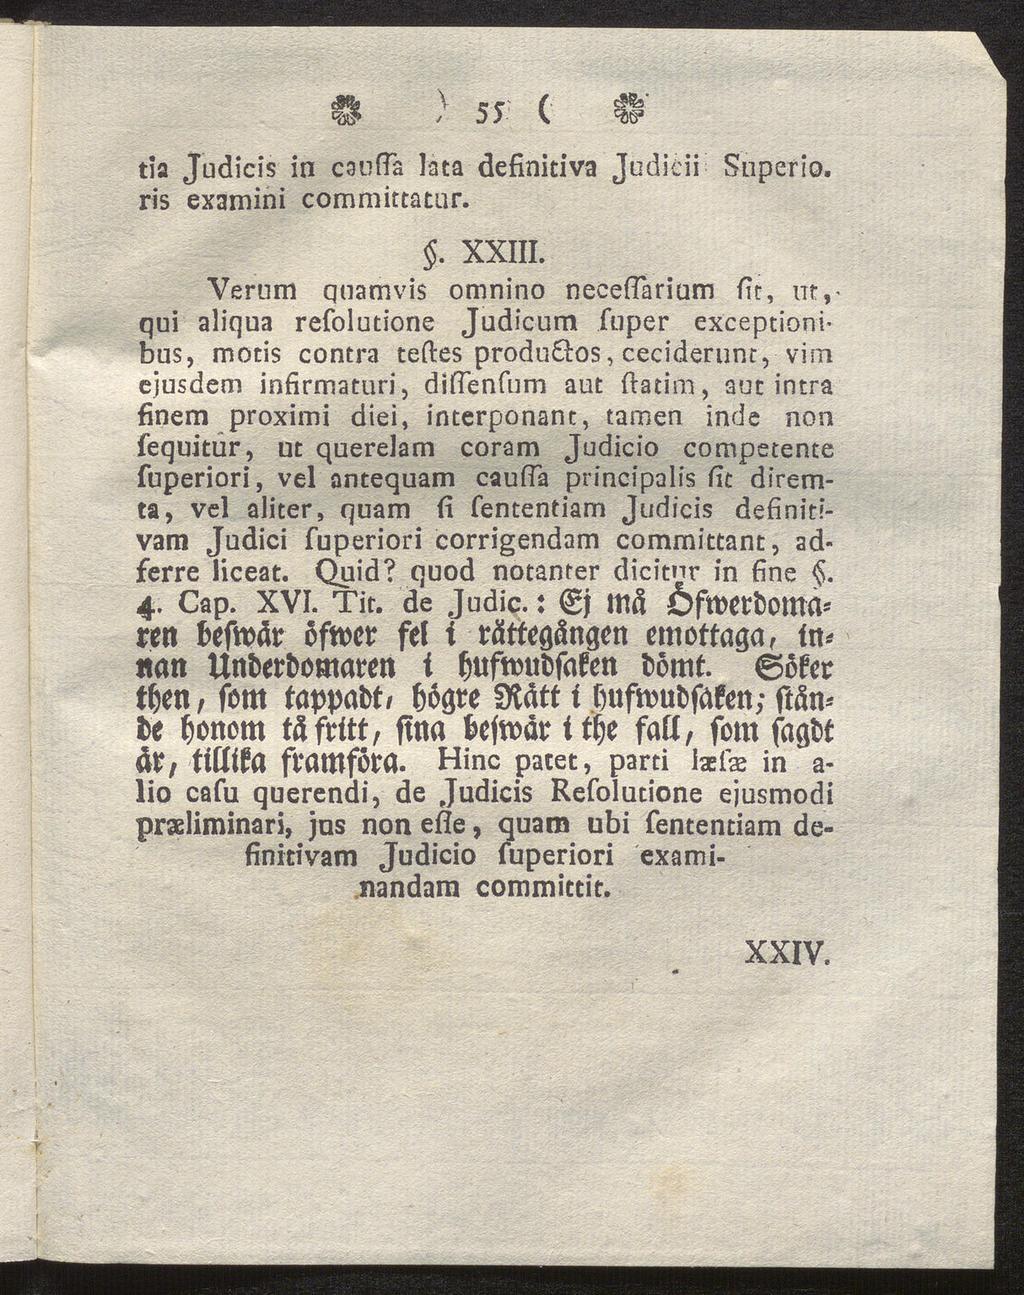 ) 55 (
tia Judicis in cauſſa lata definitiva Judicii Superio.
ris examini committatur.
§. XXIII.
Verum quamvis omnino neceſſarium ſit, ut,
qui aliqua reſolutione Judicum ſuper exceptioni-
bus, motis contra teſtes productos, ceciderunt, vim
ejusdem infirmaturi, diſſenſum aut ſtatim, aut intra
finem proximi diei, interponant, tamen inde non
ſequitur, ut querelam coram Judicio competente
ſuperiori, vel antequam cauſſa principalis ſit direm-
ta, vel aliter, quam ſi ſententiam Judicis definiti-
vam Judici ſuperiori corrigendam committant, ad-
ferre liceat. Quid? quod notanter dicitur in fine §.
4. Cap. XVI. Tit. de Judic.: Ej må Öfwerdoma-
ren beſwär öfwer fel i rättegången emottaga, in-
nan Underdomaren i hufwudſaken dömt. Söker
then, ſom tappadt, högre Rätt i hufwudſaken; ſtån-
de honom tå fritt, ſina beſwär i the fall, ſom ſagdt
är, tillika framföra. Hinc patet, parti læſæ in a-
lio caſu querendi, de Judicis Reſolutione ejusmodi
præliminari, jus non eſſe, quam ubi ſententiam de-
finitivam Judicio ſuperiori exami-
nandam committit.
XXIV.